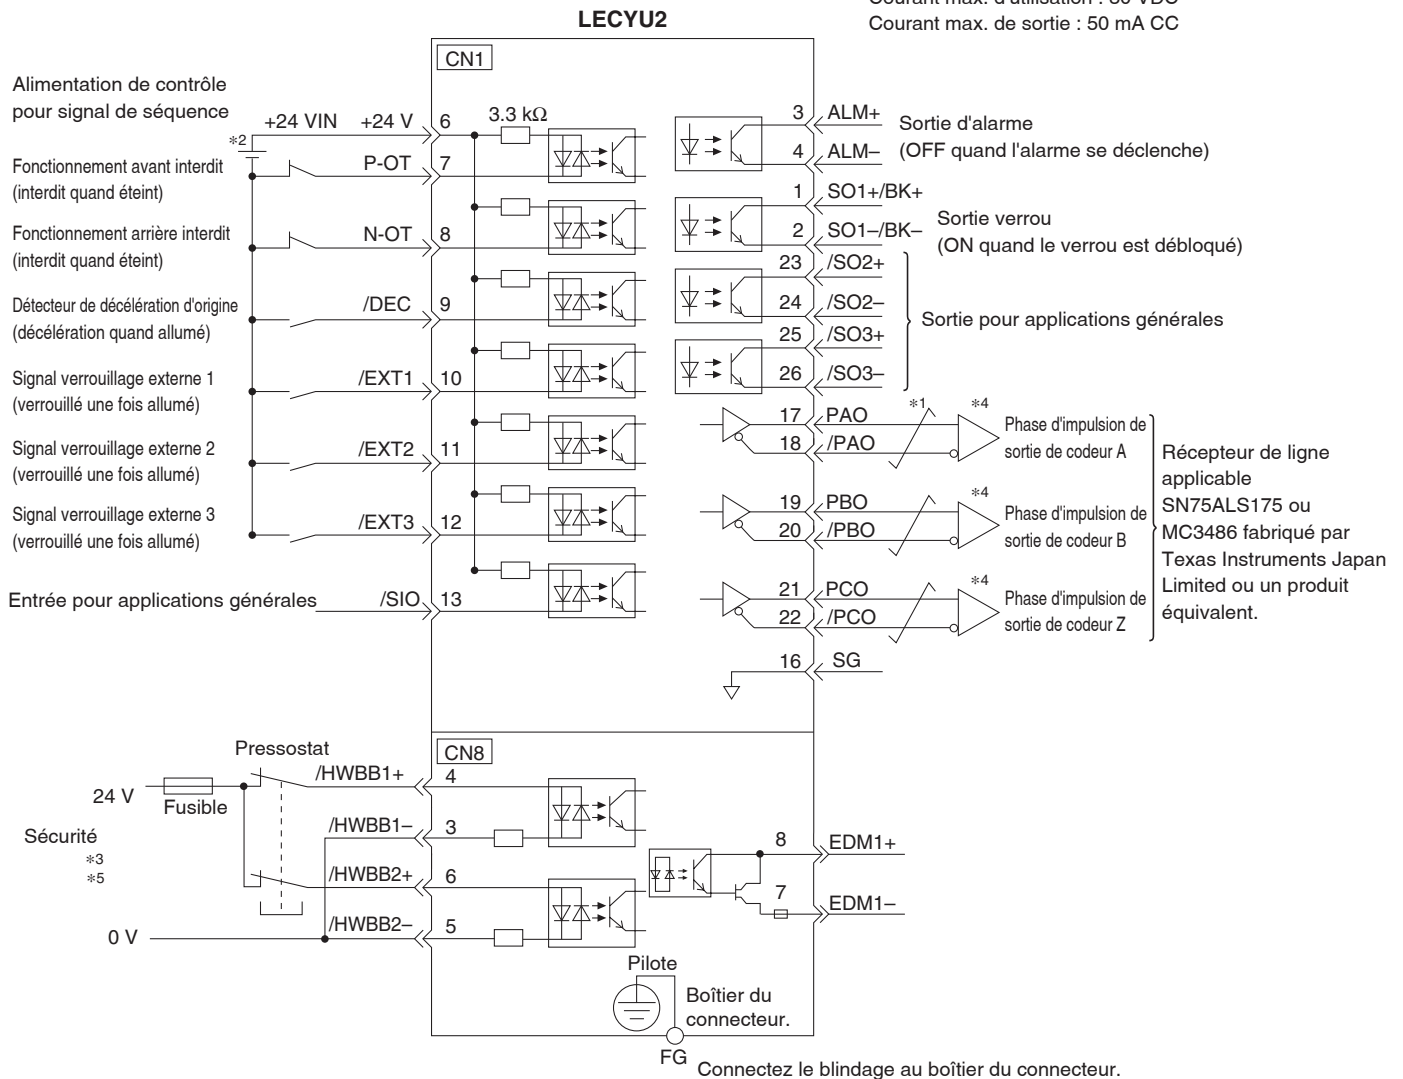 Courant max. d'utilisation : 30 VDC
Courant max. de sortie : 50 mA CC
LECYU2
CN1
Alimentation de contrôle
pour signal de séquence
*2
+24 VIN
+24 V
6
3.3 kΩ
Fonctionnement avant interdit
(interdit quand éteint)
P-OT
7
Fonctionnement arrière interdit
(interdit quand éteint)
N-OT
8
Détecteur de décélération d'origine
(décélération quand allumé)
/DEC
9
Signal verrouillage externe 1
(verrouillé une fois allumé)
/EXT1
10
Signal verrouillage externe 2
(verrouillé une fois allumé)
/EXT2
11
Signal verrouillage externe 3
(verrouillé une fois allumé)
/EXT3
12
Entrée pour applications générales
/SIO
13
3
ALM+
4
ALM–
Sortie d'alarme
(OFF quand l'alarme se déclenche)
1
SO1+/BK+
2
SO1–/BK–
Sortie verrou
(ON quand le verrou est débloqué)
23
/SO2+
24
/SO2–
25
/SO3+
26
/SO3–
Sortie pour applications générales
*1
17
PAO
18
/PAO
*4
Phase d'impulsion de
sortie de codeur A
19
PBO
20
/PBO
*4
Phase d'impulsion de
sortie de codeur B
21
PCO
22
/PCO
*4
Phase d'impulsion de
sortie de codeur Z
Récepteur de ligne
applicable
SN75ALS175 ou
MC3486 fabriqué par
Texas Instruments Japan
Limited ou un produit
équivalent.
16
SG
CN8
Pressostat
24 V
Fusible
/HWBB1+
4
/HWBB1–
3
Sécurité
*3
*5
/HWBB2+
6
/HWBB2–
5
0 V
8
EDM1+
7
EDM1–
Pilote
Boîtier du
connecteur.
FG
Connectez le blindage au boîtier du connecteur.